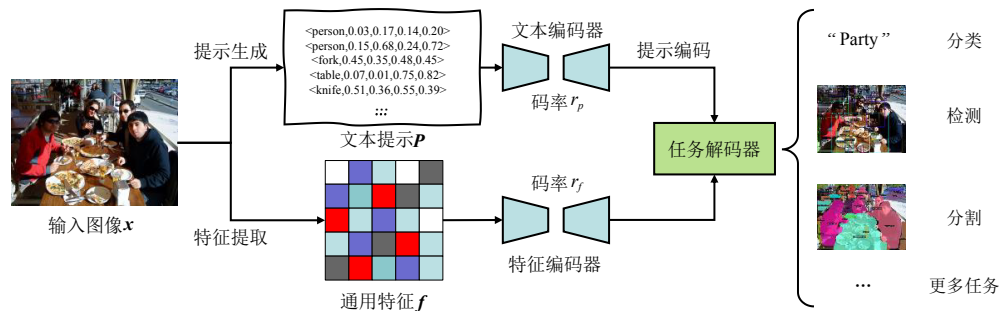 提示生成
<person,0.03,0.17,0.14,0.20>
<person,0.15,0.68,0.24,0.72>
<fork,0.45,0.35,0.48,0.45>
<table,0.07,0.01,0.75,0.82>
<knife,0.51,0.36,0.55,0.39>
...
文本提示P
文本编码器
码率 r_p
提示编码
输入图像x
特征提取
通用特征 f
码率 r_f
特征编码器
任务解码器
“Party”
分类
检测
分割
...
更多任务